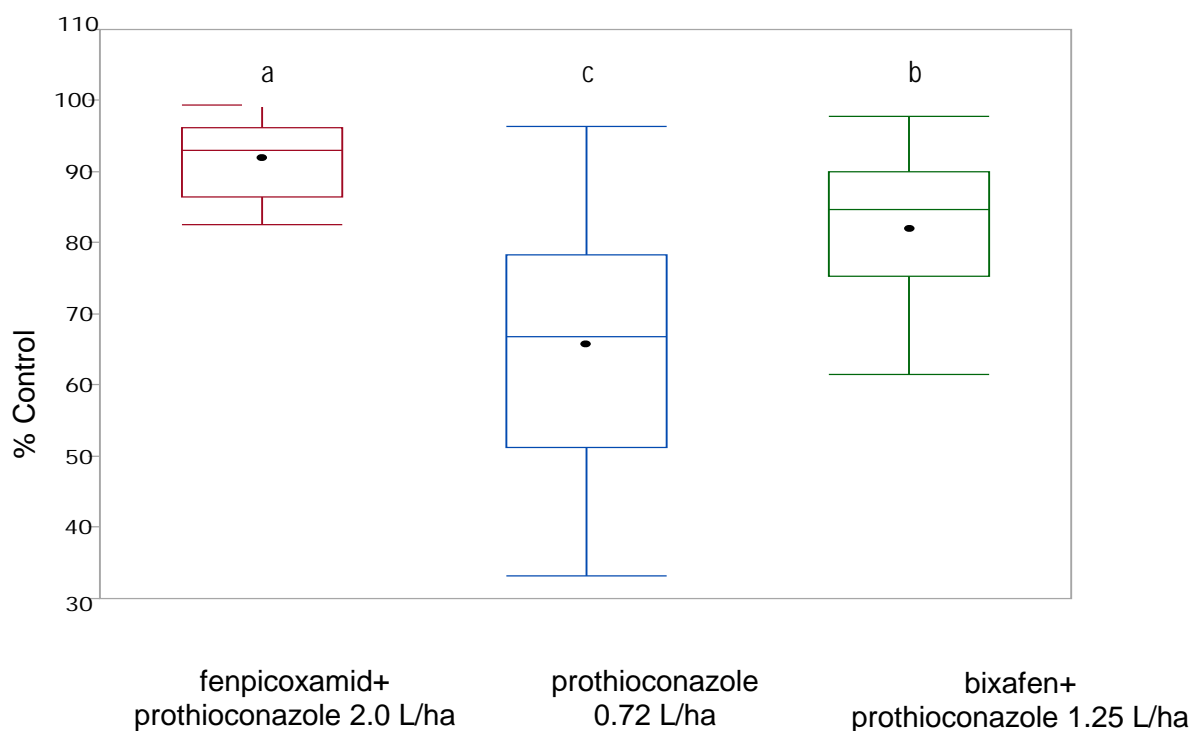 110
a
c
b
100
90
80
70
60
50
40
30
% Control
fenpicoxamid+
prothioconazole 2.0 L/ha
prothioconazole
0.72 L/ha
bixafen+
prothioconazole 1.25 L/ha